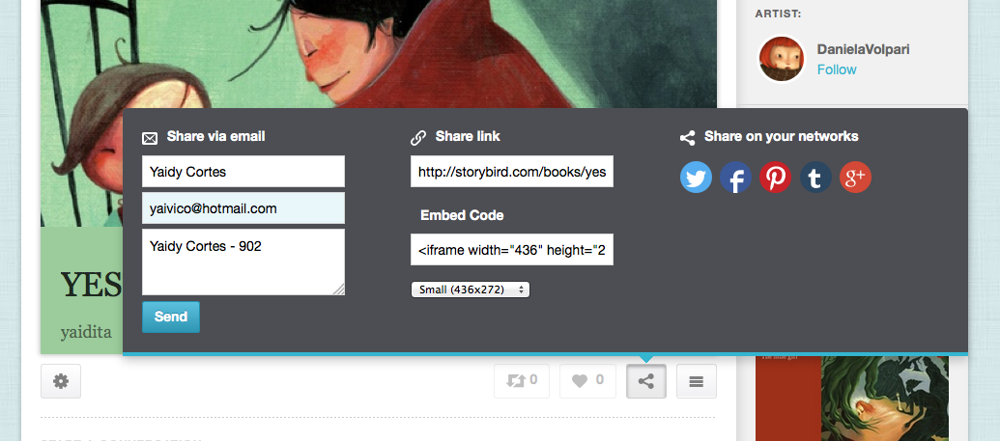 ARTIST:
DanielaVolpari
Follow
Share via email
Yaidy Cortes
yaivico@hotmail.com
Yaidy Cortes - 902
Send
Share link
http://storybird.com/books/yes
Embed Code
<iframe width="436" height="2
Small (436x272)
Share on your networks
YES
yaidita
0
0